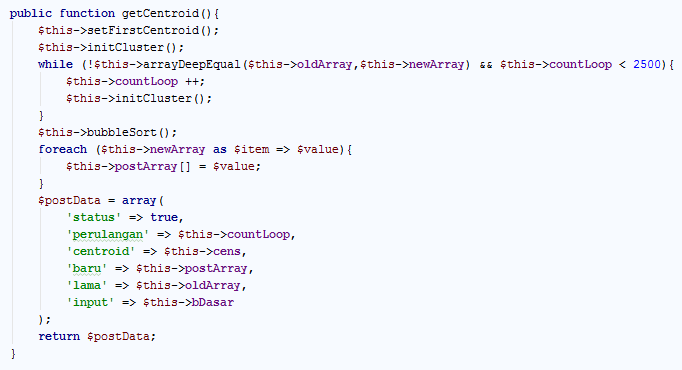 public function getCentroid(){
    $this->setFirstCentroid();
    $this->initCluster();
    while (!$this->arrayDeepEqual($this->oldArray,$this->newArray) && $this->countLoop < 2500){
        $this->countLoop ++;
        $this->initCluster();
    }
    $this->bubbleSort();
    foreach ($this->newArray as $item => $value){
        $this->postArray[] = $value;
    }
    $postData = array(
        'status' => true,
        'perulangan' => $this->countLoop,
        'centroid' => $this->cens,
        'baru' => $this->postArray,
        'lama' => $this->oldArray,
        'input' => $this->bDasar
    );
    return $postData;
}